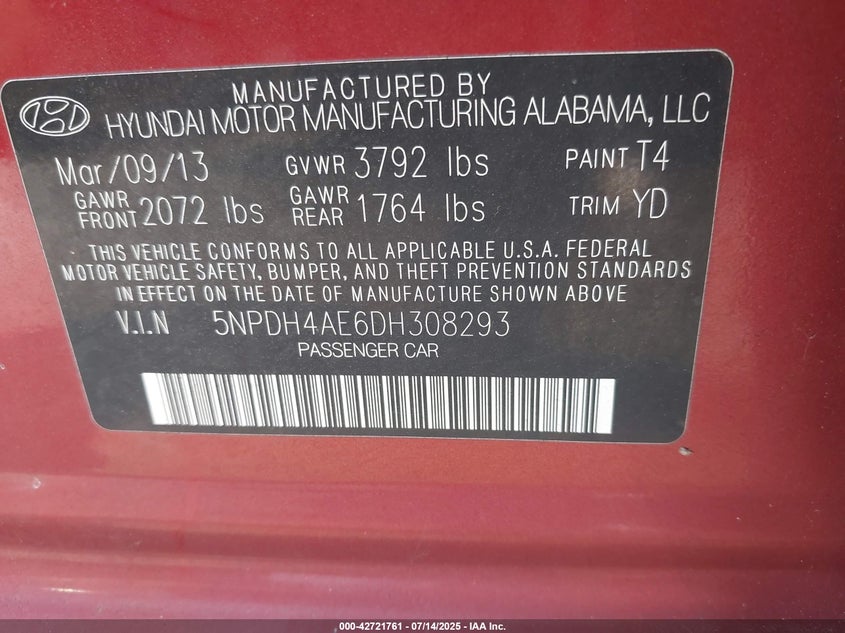 MANUFACTURED BY
HYUNDAI MOTOR MANUFACTURING ALABAMA, LLC
Mar/09/13 GVWR 3792 lbs PAINT T4
GAWR FRONT 2072 lbs GAWR REAR 1764 lbs TRIM YD
THIS VEHICLE CONFORMS TO ALL APPLICABLE U.S.A. FEDERAL
MOTOR VEHICLE SAFETY, BUMPER, AND THEFT PREVENTION STANDARDS
IN EFFECT ON THE DATE OF MANUFACTURE SHOWN ABOVE
V.I.N 5NPDH4AE6DH308293
PASSENGER CAR
000-42721761 - 07/14/2025 - IAA Inc.